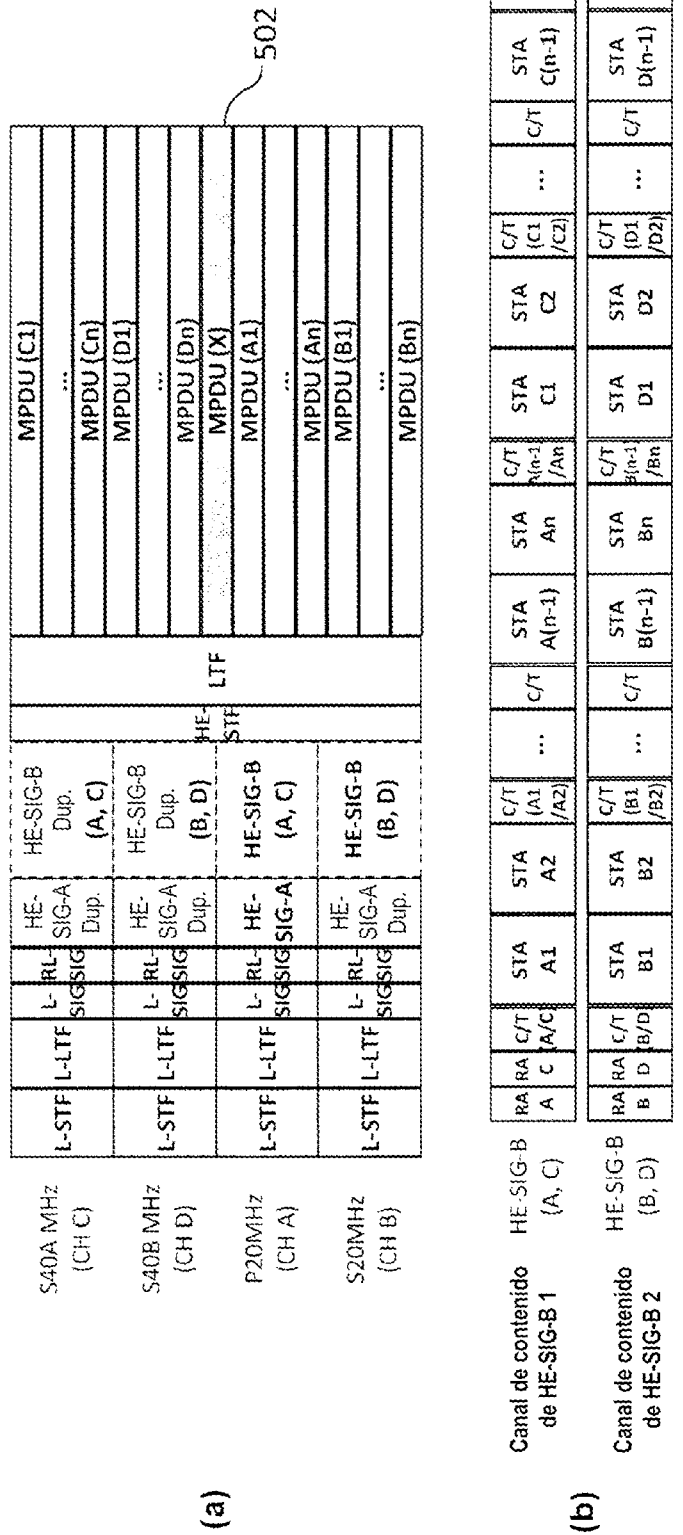 (a)
S40A MHz
(CH C)
L-STF
L-LTF
L-
SIG
RL-
SIG
HE-
SIG-A
Dup.
HE-SIG-B
Dup.
(A, C)
S40B MHz
(CH D)
L-STF
L-LTF
L-
SIG
RL-
SIG
HE-
SIG-A
Dup.
HE-SIG-B
Dup.
(B, D)
P20MHz
(CH A)
L-STF
L-LTF
L-
SIG
RL-
SIG
HE-
SIG-A
HE-SIG-B
(A, C)
S20MHz
(CH B)
L-STF
L-LTF
L-
SIG
RL-
SIG
HE-
SIG-A
Dup.
HE-SIG-B
(B, D)
HE-
STF
LTF
MPDU (C1)
...
MPDU (Cn)
MPDU (D1)
...
MPDU (Dn)
MPDU (X)
MPDU (A1)
...
MPDU (An)
MPDU (B1)
...
MPDU (Bn)
502
(b)
Canal de contenido
de HE-SIG-B 1
HE-SIG-B
(A, C)
RA
A
RA
C
C/T
(A/C)
STA
A1
STA
A2
C/T
(A1
/A2)
...
C/T
STA
A(n-1)
STA
An
C/T
A(n-1
/An
STA
C1
STA
C2
C/T
(C1
/C2)
...
C/T
STA
C(n-1)
Canal de contenido
de HE-SIG-B 2
HE-SIG-B
(B, D)
RA
B
RA
D
C/T
(B/D)
STA
B1
STA
B2
C/T
(B1
/B2)
...
C/T
STA
B(n-1)
STA
Bn
C/T
B(n-1)
/Bn
STA
D1
STA
D2
C/T
(D1
/D2)
...
C/T
STA
D(n-1)